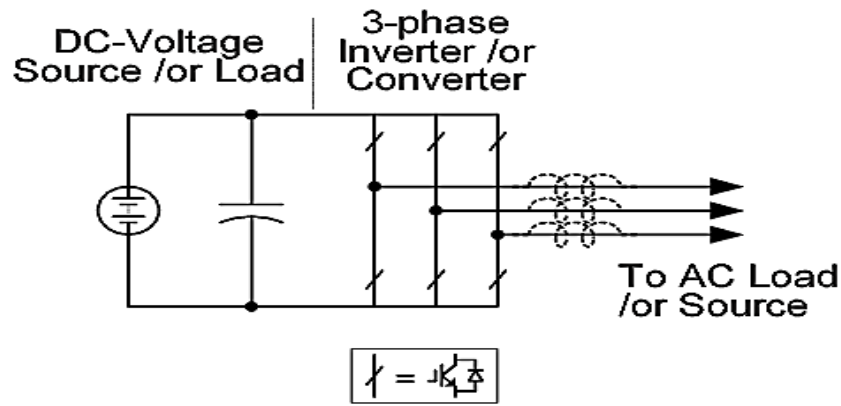 DC-Voltage
Source /or Load
3-phase
Inverter /or
Converter
To AC Load
/or Source
=